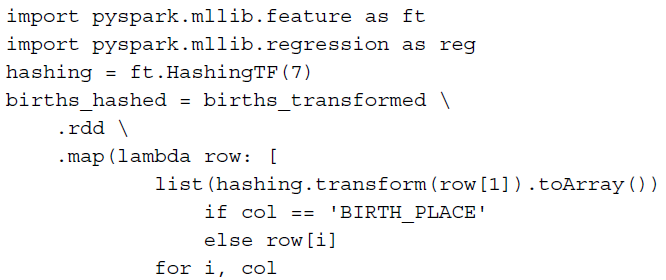 import pyspark.mllib.feature as ft
import pyspark.mllib.regression as reg
hashing = ft.HashingTF(7)
births_hashed = births_transformed \
    .rdd \
    .map(lambda row: [
            list(hashing.transform(row[1]).toArray())
                if col == 'BIRTH_PLACE'
                else row[i]
            for i, col